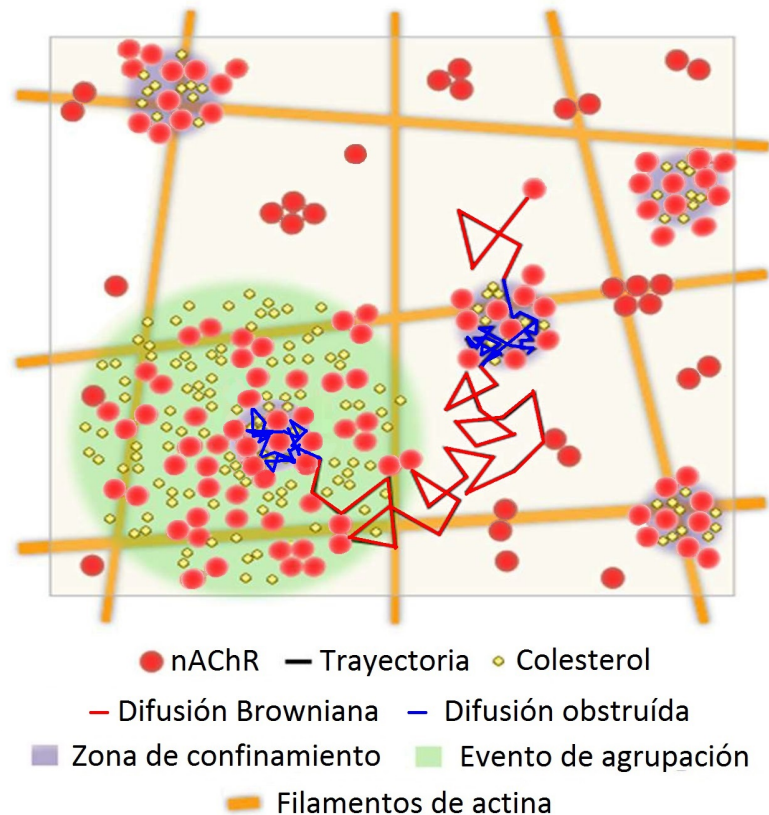 nAChR Trayectoria Colesterol
Difusión Browniana Difusión obstruída
Zona de confinamiento Evento de agrupación
Filamentos de actina